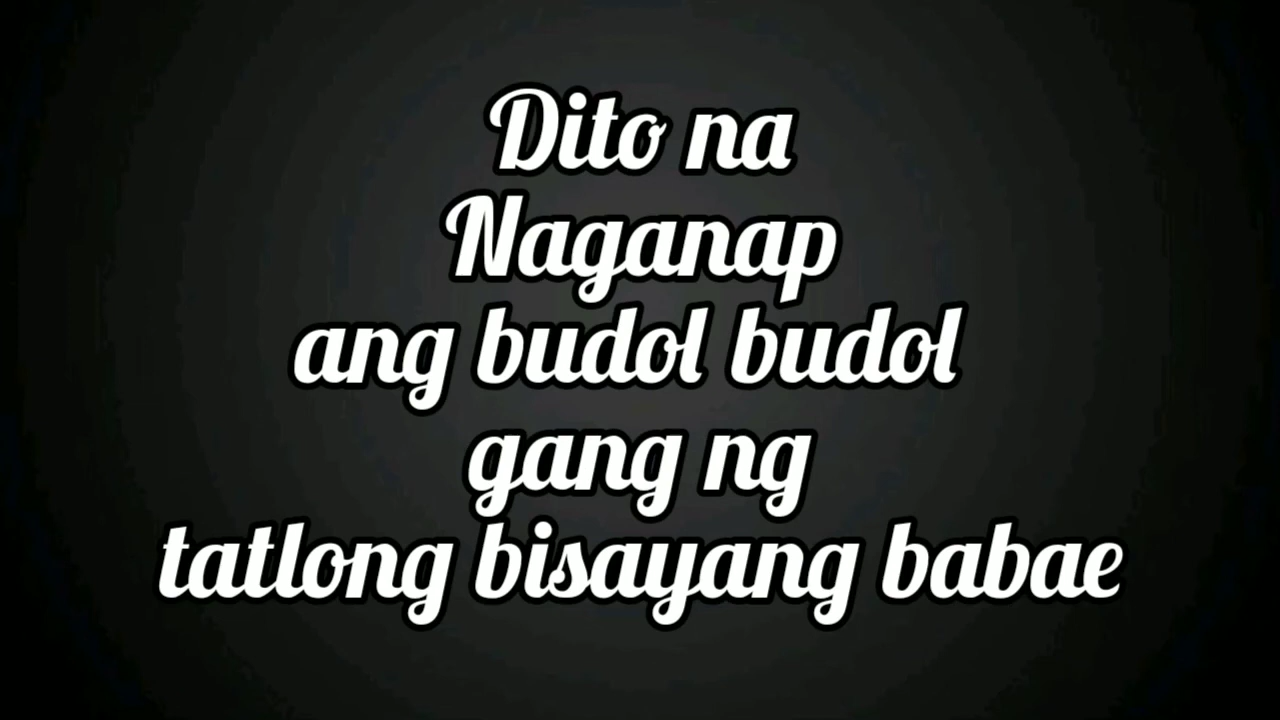 Dito na
Naganap
ang budol budol
gang ng
tatlong bisayang babae